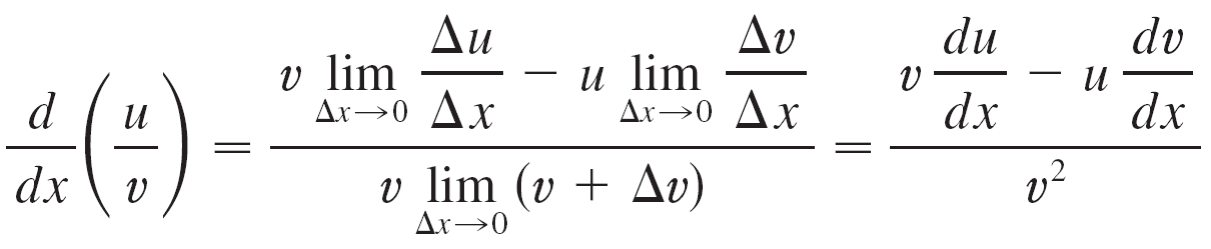 d/dx (u/v) = (v lim_{Δx→0} Δu/Δx − u lim_{Δx→0} Δv/Δx) / (v lim_{Δx→0} (v + Δv)) = (v du/dx − u dv/dx) / v²